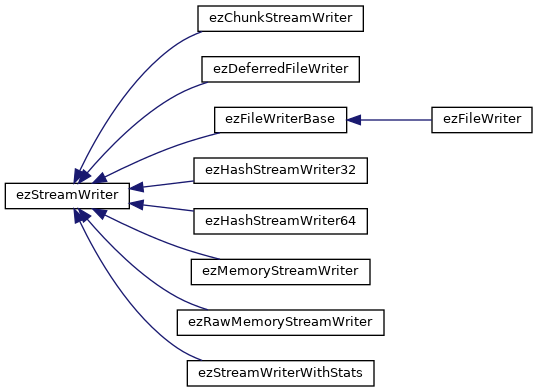 ezChunkStreamWriter
ezDeferredFileWriter
ezFileWriterBase
ezFileWriter
ezHashStreamWriter32
ezStreamWriter
ezHashStreamWriter64
ezMemoryStreamWriter
ezRawMemoryStreamWriter
ezStreamWriterWithStats